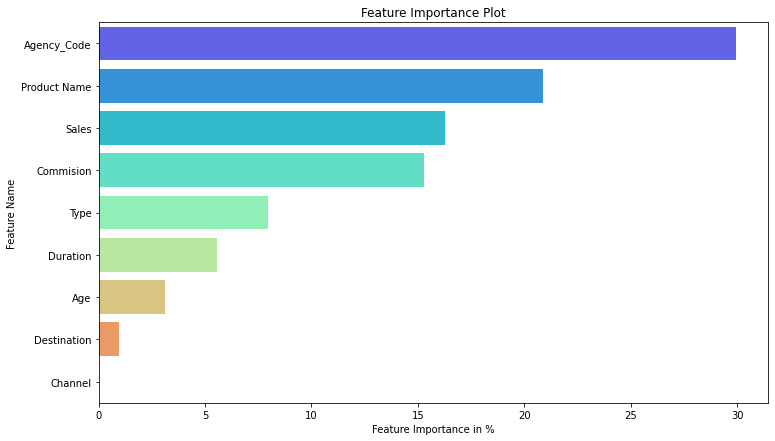 Feature Importance Plot
Feature Name
Agency_Code
Product Name
Sales
Commision
Type
Duration
Age
Destination
Channel
0 5 10 15 20 25 30
Feature Importance in %